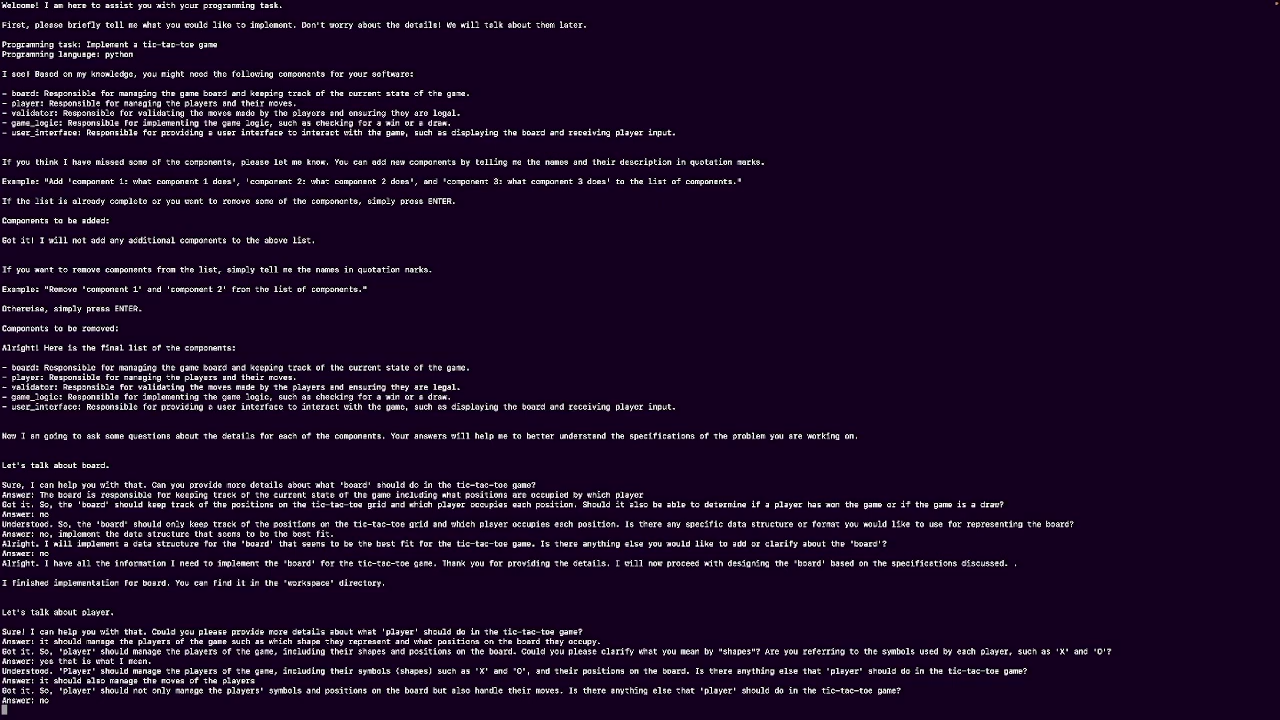 Welcome! I am here to assist you with your programming task.
First, please briefly tell me what you would like to implement. Don't worry about the details! We will talk about them later.
Programming task: Implement a tic-tac-toe game
Programming language: python
I see! Based on my knowledge, you might need the following components for your software:
- board: Responsible for managing the game board and keeping track of the current state of the game.
- player: Responsible for managing the players and their moves.
- validator: Responsible for validating the moves made by the players and ensuring they are legal.
- game_logic: Responsible for implementing the game logic, such as checking for a win or a draw.
- user_interface: Responsible for providing a user interface to interact with the game, such as displaying the board and receiving player input.
If you think I have missed some of the components, please let me know. You can add new components by telling me the names and their description in quotation marks.
Example: "Add 'component 1: what component 1 does', 'component 2: what component 2 does', and 'component 3: what component 3 does' to the list of components."
If the list is already complete or you want to remove some of the components, simply press ENTER.
Components to be added:
Got it! I will not add any additional components to the above list.
If you want to remove components from the list, simply tell me the names in quotation marks.
Example: "Remove 'component 1' and 'component 2' from the list of components."
Otherwise, simply press ENTER.
Components to be removed:
Alright! Here is the final list of the components:
- board: Responsible for managing the game board and keeping track of the current state of the game.
- player: Responsible for managing the players and their moves.
- validator: Responsible for validating the moves made by the players and ensuring they are legal.
- game_logic: Responsible for implementing the game logic, such as checking for a win or a draw.
- user_interface: Responsible for providing a user interface to interact with the game, such as displaying the board and receiving player input.
Now I am going to ask some questions about the details for each of the components. Your answers will help me to better understand the specifications of the problem you are working on.
Let's talk about board.
Sure, I can help you with that. Can you provide more details about what 'board' should do in the tic-tac-toe game?
Answer: The board is responsible for keeping track of the current state of the game including what positions are occupied by which player
Got it. So, the 'board' should keep track of the positions on the tic-tac-toe grid and which player occupies each position. Should it also be able to determine if a player has won the game or if the game is a draw?
Answer: no
Understood. So, the 'board' should only keep track of the positions on the tic-tac-toe grid and which player occupies each position. Is there any specific data structure or format you would like to use for representing the board?
Answer: no, implement the data structure that seems to be the best fit.
Alright. I will implement a data structure for the 'board' that seems to be the best fit for the tic-tac-toe game. Is there anything else you would like to add or clarify about the 'board'?
Answer: no
Alright. I have all the information I need to implement the 'board' for the tic-tac-toe game. Thank you for providing the details. I will now proceed with designing the 'board' based on the specifications discussed. .
I finished implementation for board. You can find it in the 'workspace' directory.
Let's talk about player.
Sure! I can help you with that. Could you please provide more details about what 'player' should do in the tic-tac-toe game?
Answer: it should manage the players of the game such as which shape they represent and what positions on the board they occupy.
Got it. So, 'player' should manage the players of the game, including their shapes and positions on the board. Could you please clarify what you mean by "shapes"? Are you referring to the symbols used by each player, such as 'X' and 'O'?
Answer: yes that is what I mean.
Understood. 'Player' should manage the players of the game, including their symbols (shapes) such as 'X' and 'O', and their positions on the board. Is there anything else that 'player' should do in the tic-tac-toe game?
Answer: it should also manage the moves of the players
Got it. So, 'player' should not only manage the players' symbols and positions on the board but also handle their moves. Is there anything else that 'player' should do in the tic-tac-toe game?
Answer: no